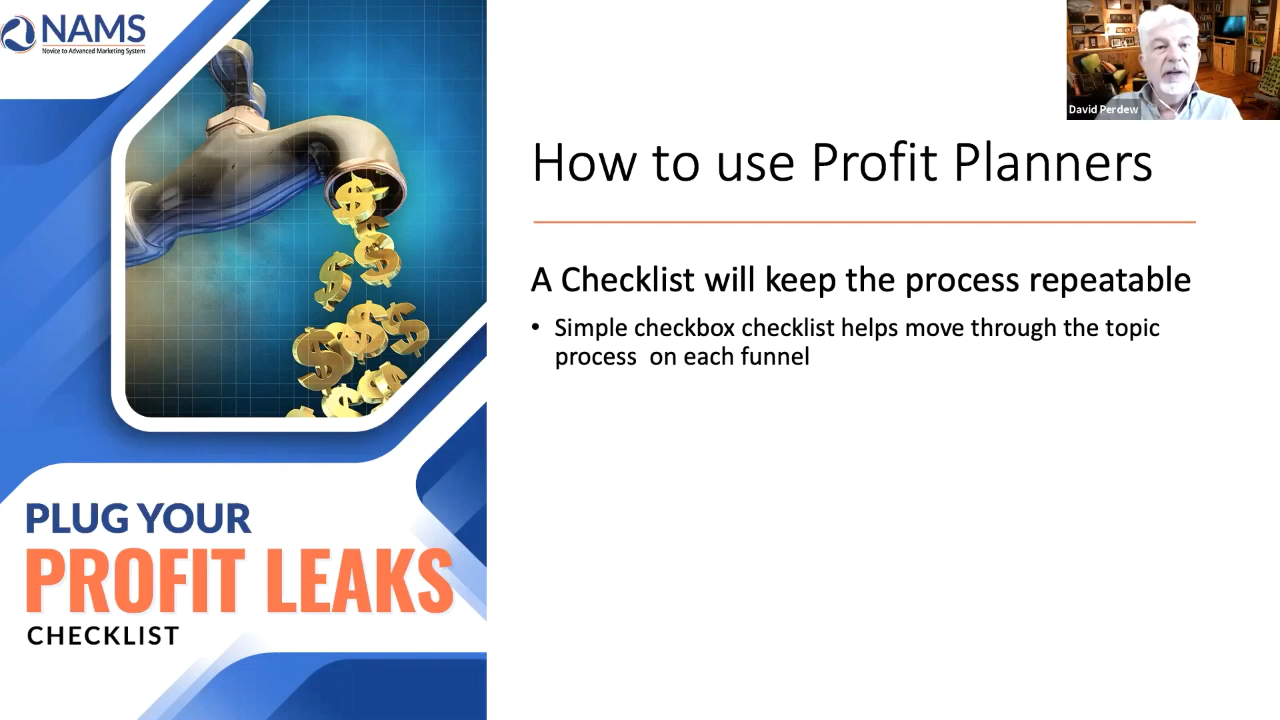 NAMS
Novice to Advanced Marketing System
David Perdew
How to use Profit Planners
A Checklist will keep the process repeatable
• Simple checkbox checklist helps move through the topic
process on each funnel
PLUG YOUR
PROFIT LEAKS
CHECKLIST